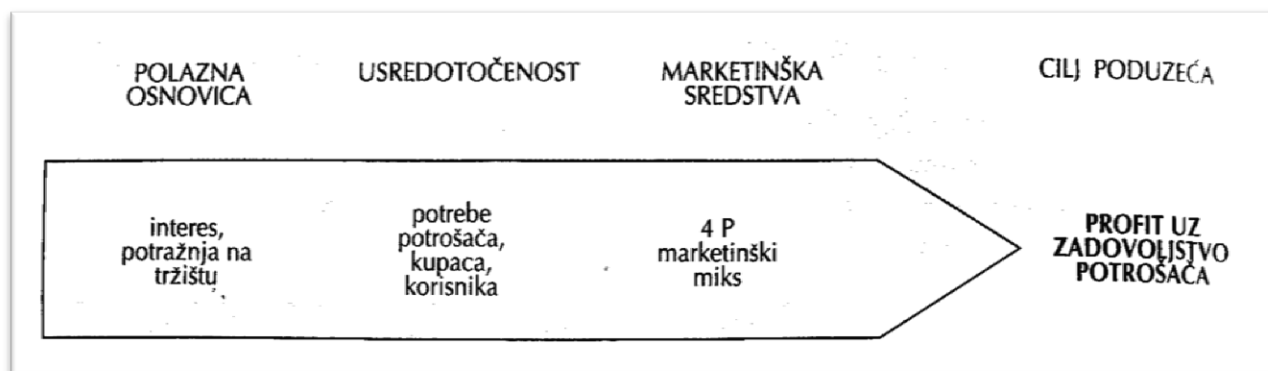 POLAZNA
OSNOVICA
USREDOTOČENOST
MARKETINŠKA
SREDSTVA
CILJ PODUZEĆA
interes,
potražnja na
tržištu
potrebe
potrošača,
kupaca,
korisnika
4 P
marketinški
miks
PROFIT UZ
ZADOVOLJSTVO
POTROŠAČA